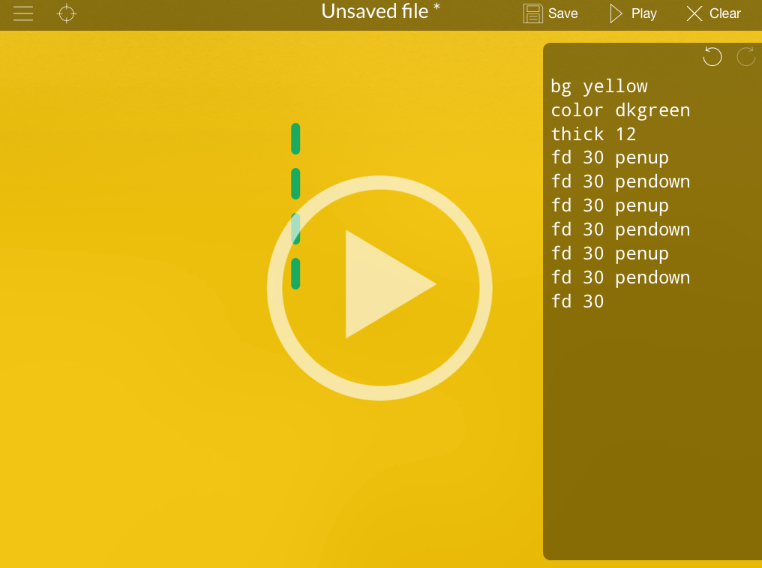 Unsaved file *
Save
Play
Clear
bg yellow
color dkgreen
thick 12
fd 30 penup
fd 30 pendown
fd 30 penup
fd 30 pendown
fd 30 penup
fd 30 pendown
fd 30